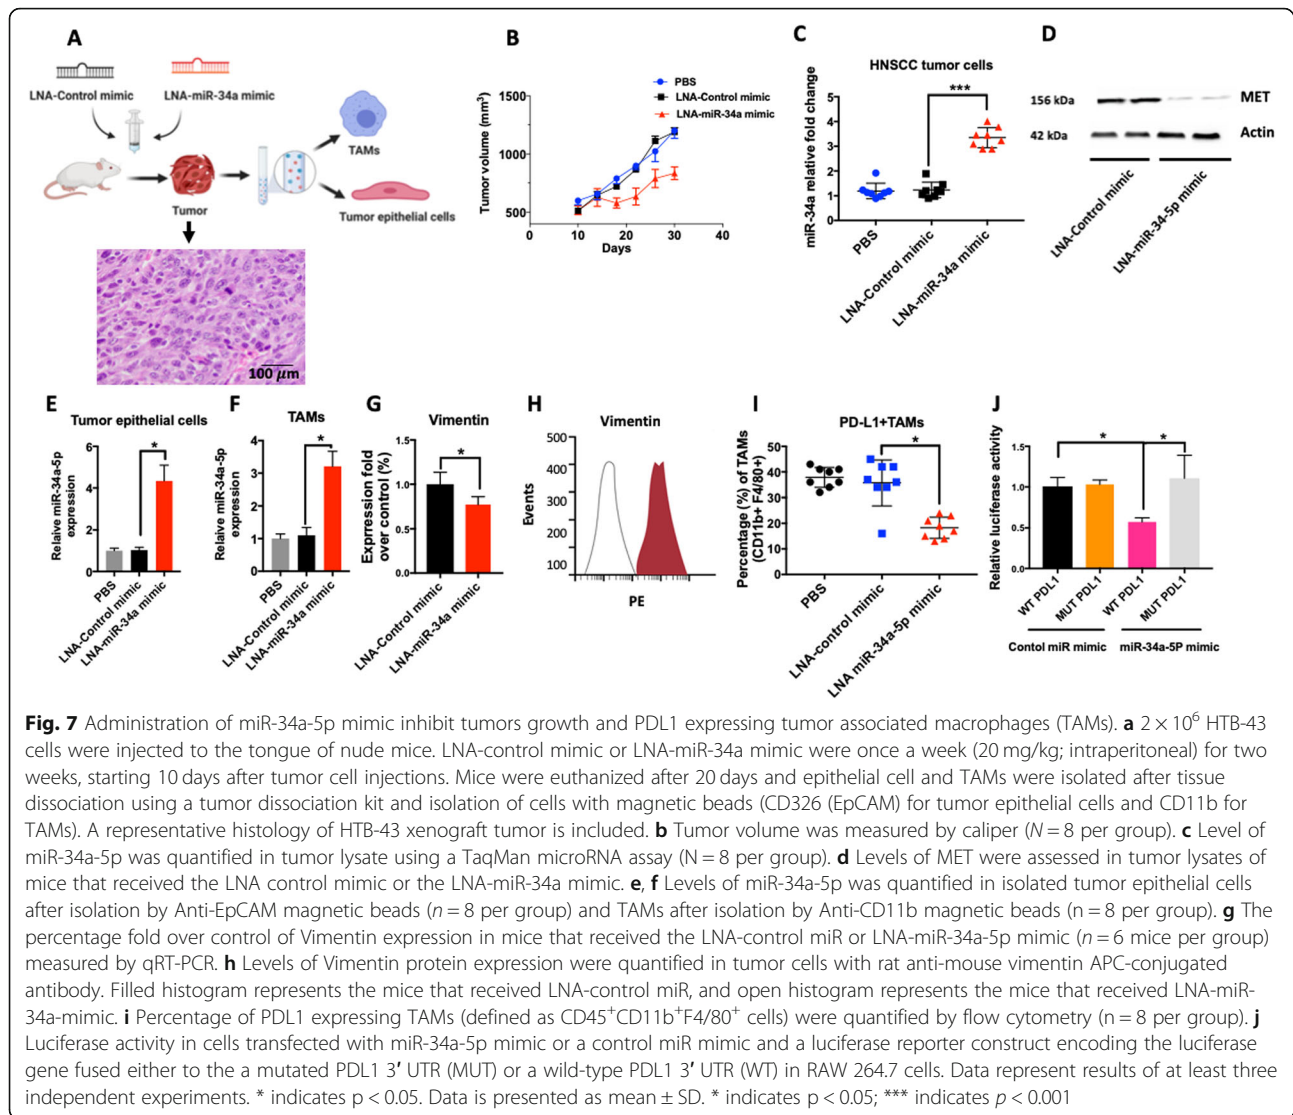 A
LNA-Control mimic
LNA-miR-34a mimic
Tumor
TAMs
Tumor epithelial cells
100 μm
B
PBS
LNA-Control mimic
LNA-miR-34a mimic
Tumor volume (mm³)
1500
1000
500
0 10 20 30 40
Days
C
HNSCC tumor cells
***
miR-34a relative fold change
5
4
3
2
1
0
PBS
LNA-Control mimic
LNA-miR-34a mimic
D
156 kDa
MET
42 kDa
Actin
LNA-Control mimic
LNA-miR-34-5p mimic
E
Tumor epithelial cells
*
Relaive miR-34a-5p
expression
6
4
2
0
PBS
LNA-Control mimic
LNA-miR-34a mimic
F
TAMs
*
Relaive miR-34a-5p
expression
4
3
2
1
0
PBS
LNA-Control mimic
LNA-miR-34a mimic
G
Vimentin
*
Expression fold
over control (%)
1.5
1.0
0.5
0.0
LNA-Control mimic
LNA-miR-34a mimic
H
Vimentin
Events
500
400
300
200
100
PE
I
PD-L1+TAMs
*
Percentage (%) of TAMs
(CD11b+ F4/80+)
50
40
30
20
10
0
PBS
LNA-control mimic
LNA miR-34a-5p mimic
J
* *
Relative luciferase activity
1.5
1.0
0.5
0.0
WT PDL1
MUT PDL1
WT PDL1
MUT PDL1
Contol miR mimic
miR-34a-5P mimic
Fig. 7 Administration of miR-34a-5p mimic inhibit tumors growth and PDL1 expressing tumor associated macrophages (TAMs). a 2 × 10⁶ HTB-43
cells were injected to the tongue of nude mice. LNA-control mimic or LNA-miR-34a mimic were once a week (20 mg/kg; intraperitoneal) for two
weeks, starting 10 days after tumor cell injections. Mice were euthanized after 20 days and epithelial cell and TAMs were isolated after tissue
dissociation using a tumor dissociation kit and isolation of cells with magnetic beads (CD326 (EpCAM) for tumor epithelial cells and CD11b for
TAMs). A representative histology of HTB-43 xenograft tumor is included. b Tumor volume was measured by caliper (N = 8 per group). c Level of
miR-34a-5p was quantified in tumor lysate using a TaqMan microRNA assay (N = 8 per group). d Levels of MET were assessed in tumor lysates of
mice that received the LNA control mimic or the LNA-miR-34a mimic. e, f Levels of miR-34a-5p was quantified in isolated tumor epithelial cells
after isolation by Anti-EpCAM magnetic beads (n = 8 per group) and TAMs after isolation by Anti-CD11b magnetic beads (n = 8 per group). g The
percentage fold over control of Vimentin expression in mice that received the LNA-control miR or LNA-miR-34a-5p mimic (n = 6 mice per group)
measured by qRT-PCR. h Levels of Vimentin protein expression were quantified in tumor cells with rat anti-mouse vimentin APC-conjugated
antibody. Filled histogram represents the mice that received LNA-control miR, and open histogram represents the mice that received LNA-miR-
34a-mimic. i Percentage of PDL1 expressing TAMs (defined as CD45⁺CD11b⁺F4/80⁺ cells) were quantified by flow cytometry (n = 8 per group). j
Luciferase activity in cells transfected with miR-34a-5p mimic or a control miR mimic and a luciferase reporter construct encoding the luciferase
gene fused either to the a mutated PDL1 3′ UTR (MUT) or a wild-type PDL1 3′ UTR (WT) in RAW 264.7 cells. Data represent results of at least three
independent experiments. * indicates p < 0.05. Data is presented as mean ± SD. * indicates p < 0.05; *** indicates p < 0.001